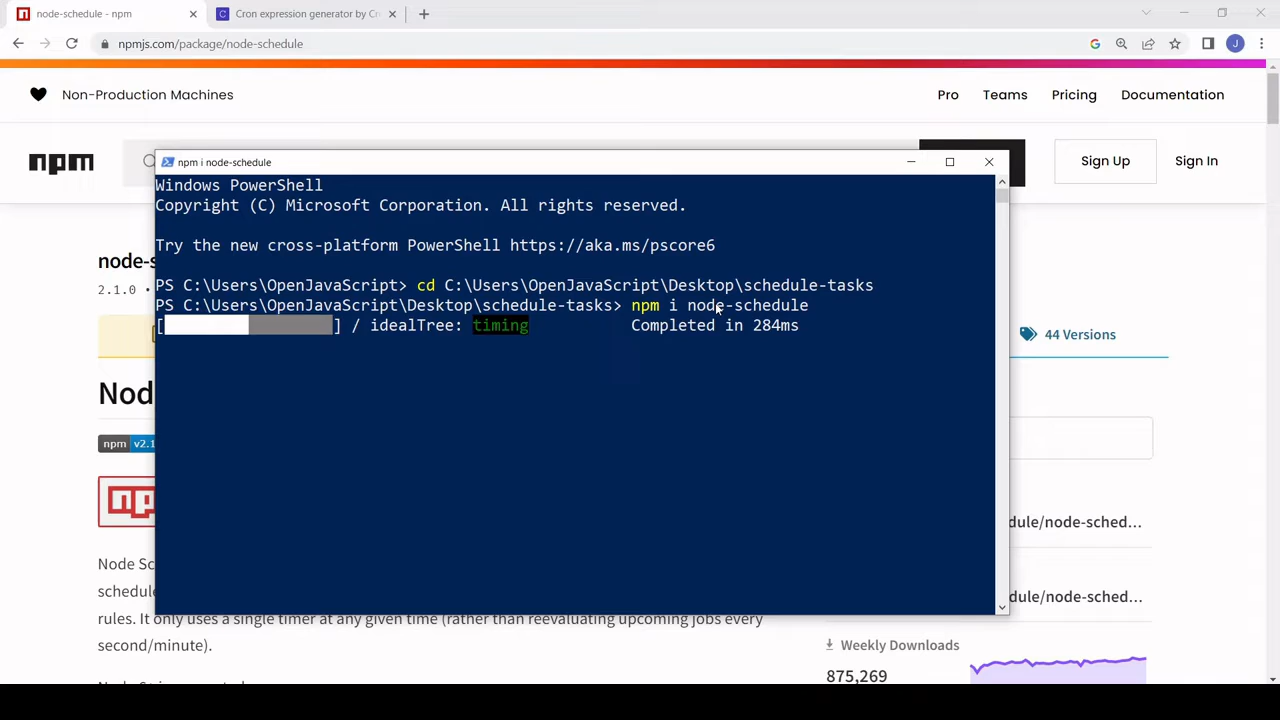 node-schedule - npm
Cron expression generator by Cr
npmjs.com/package/node-schedule
J
Non-Production Machines
Pro
Teams
Pricing
Documentation
npm
Sign Up
Sign In
npm i node-schedule
Windows PowerShell
Copyright (C) Microsoft Corporation. All rights reserved.
Try the new cross-platform PowerShell https://aka.ms/pscore6
PS C:\Users\OpenJavaScript> cd C:\Users\OpenJavaScript\Desktop\schedule-tasks
PS C:\Users\OpenJavaScript\Desktop\schedule-tasks> npm i node-schedule
[ ] / idealTree: timing Completed in 284ms
node-s
2.1.0 •
44 Versions
Nod
npm v2.1
np
dule/node-sched...
Node Sc
schedule
dule/node-sched...
rules. It only uses a single timer at any given time (rather than reevaluating upcoming jobs every
second/minute).
Weekly Downloads
875,269